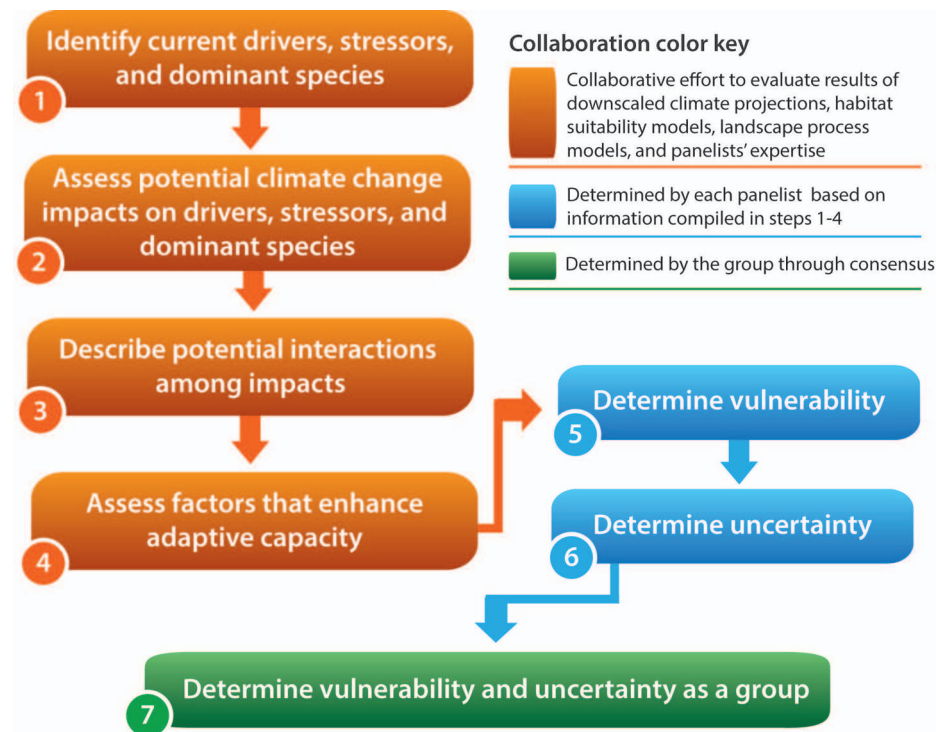 Identify current drivers, stressors,
and dominant species
1
Assess potential climate change
impacts on drivers, stressors, and
dominant species
2
Describe potential interactions
among impacts
3
Assess factors that enhance
adaptive capacity
4
Collaboration color key
Collaborative effort to evaluate results of
downscaled climate projections, habitat
suitability models, landscape process
models, and panelists’ expertise
Determined by each panelist based on
information compiled in steps 1-4
Determined by the group through consensus
Determine vulnerability
5
Determine uncertainty
6
Determine vulnerability and uncertainty as a group
7